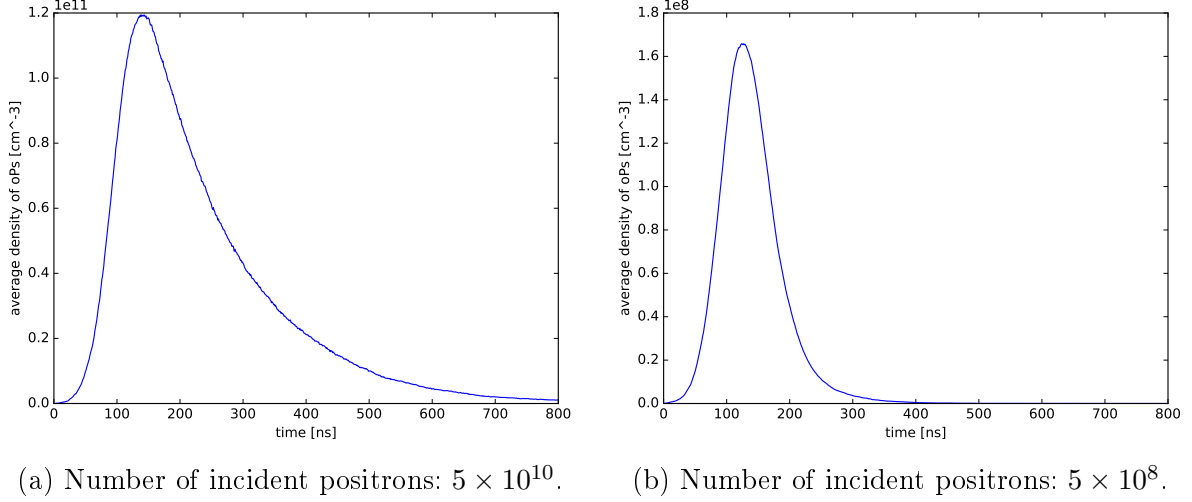 1e11
1.2
1.0
0.8
0.6
0.4
0.2
0.0
average density of oPs [cm^-3]
0 100 200 300 400 500 600 700 800
time [ns]
(a) Number of incident positrons: 5 × 10^10.
1e8
1.8
1.6
1.4
1.2
1.0
0.8
0.6
0.4
0.2
0.0
average density of oPs [cm^-3]
0 100 200 300 400 500 600 700 800
time [ns]
(b) Number of incident positrons: 5 × 10^8.